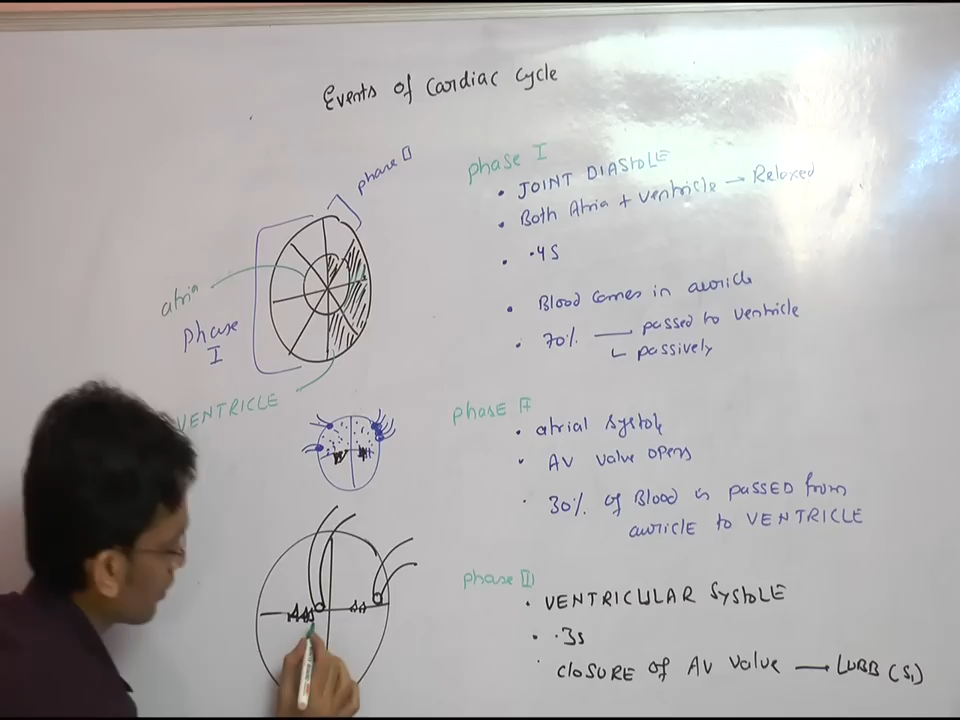 Events of Cardiac Cycle
phase II
atria
Phase
I
VENTRICLE
phase I
• JOINT DIASTOLE
• Both Atria + ventricle → Relaxed
• .4 S
• Blood comes in auricle
• 70% — passed to ventricle
passively
PHASE II
• atrial systole
• AV valve opens
• 30% of Blood is PASSED from
auricle to VENTRICLE
phase III
• VENTRICULAR SYSTOLE
• .3s
• CLOSURE OF AV valve → LUBB (S1)